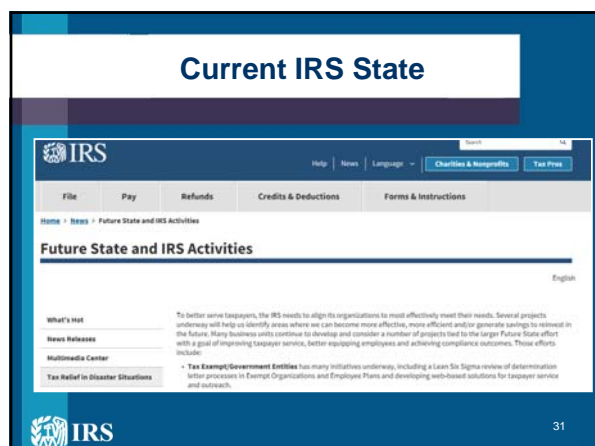 Current IRS State
Search
IRS
Help | News | Language | Charities & Nonprofits Tax Pros
File Pay Refunds Credits & Deductions Forms & Instructions
Home > News > Future State and IRS Activities
Future State and IRS Activities
English
What's Hot
News Releases
Multimedia Center
Tax Relief in Disaster Situations
To better serve taxpayers, the IRS needs to align its organizations to most effectively meet their needs. Several projects
underway will help us identify areas where we can become more effective, more efficient and/or generate savings to reinvest in
the future. Many business units continue to develop and consider a number of projects tied to the larger Future State effort
with a goal of improving taxpayer service, better equipping employees and achieving compliance outcomes. Those efforts
include:
• Tax Exempt/Government Entities has many initiatives underway, including a Lean Six Sigma review of determination
letter processes in Exempt Organizations and Employee Plans and developing web-based solutions for taxpayer service
and outreach.
IRS
31